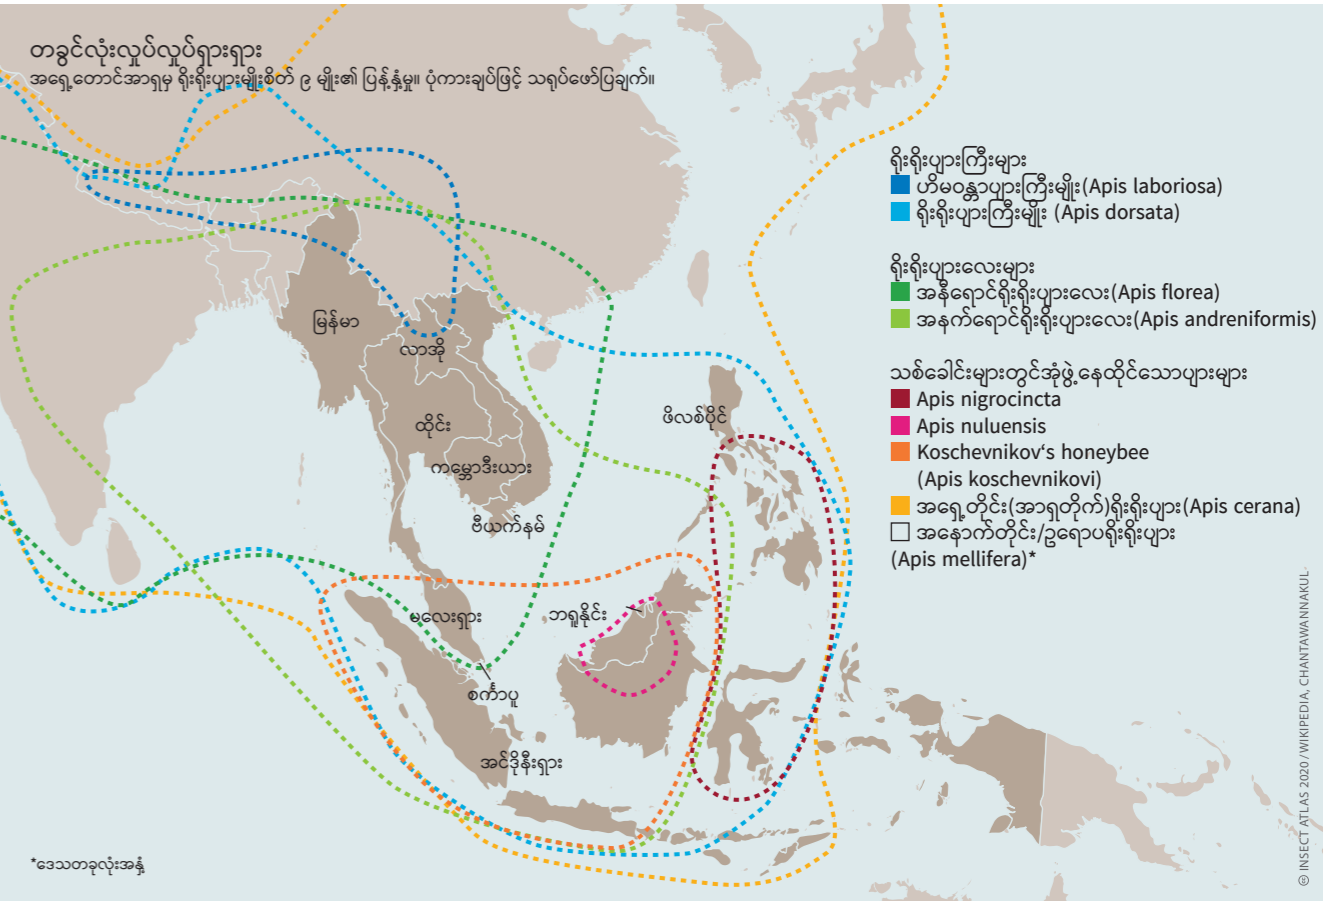 တခွင်လုံးလှုပ်လှုပ်ရှားရှား
အရှေ့တောင်အာရှမှ ရိုးရိုးပျားမျိုးစိတ် ၉ မျိုး၏ ပြန့်နှံ့မှု။ ပုံကားချပ်ဖြင့် သရုပ်ဖော်ပြချက်။
ရိုးရိုးပျားကြီးများ
ဟိမဝန္တာပျားကြီးမျိုး(Apis laboriosa)
ရိုးရိုးပျားကြီးမျိုး (Apis dorsata)
ရိုးရိုးပျားလေးများ
အနီရောင်ရိုးရိုးပျားလေး(Apis florea)
အနက်ရောင်ရိုးရိုးပျားလေး(Apis andreniformis)
သစ်ခေါင်းများတွင်အုံဖွဲ့နေထိုင်သောပျားများ
Apis nigrocincta
Apis nuluensis
Koschevnikov‘s honeybee
(Apis koschevnikovi)
အရှေ့တိုင်း(အာရှတိုက်)ရိုးရိုးပျား(Apis cerana)
အနောက်တိုင်း/ဥရောပရိုးရိုးပျား
(Apis mellifera)*
မြန်မာ
လာအို
ထိုင်း
ကမ္ဘောဒီးယား
ဗီယက်နမ်
ဖိလစ်ပိုင်
မလေးရှား
ဘရူနိုင်း
စင်္ကာပူ
အင်ဒိုနီးရှား
*ဒေသတခုလုံးအနှံ့
© INSECT ATLAS 2020 / WIKIPEDIA, CHANTAWANNAKUL